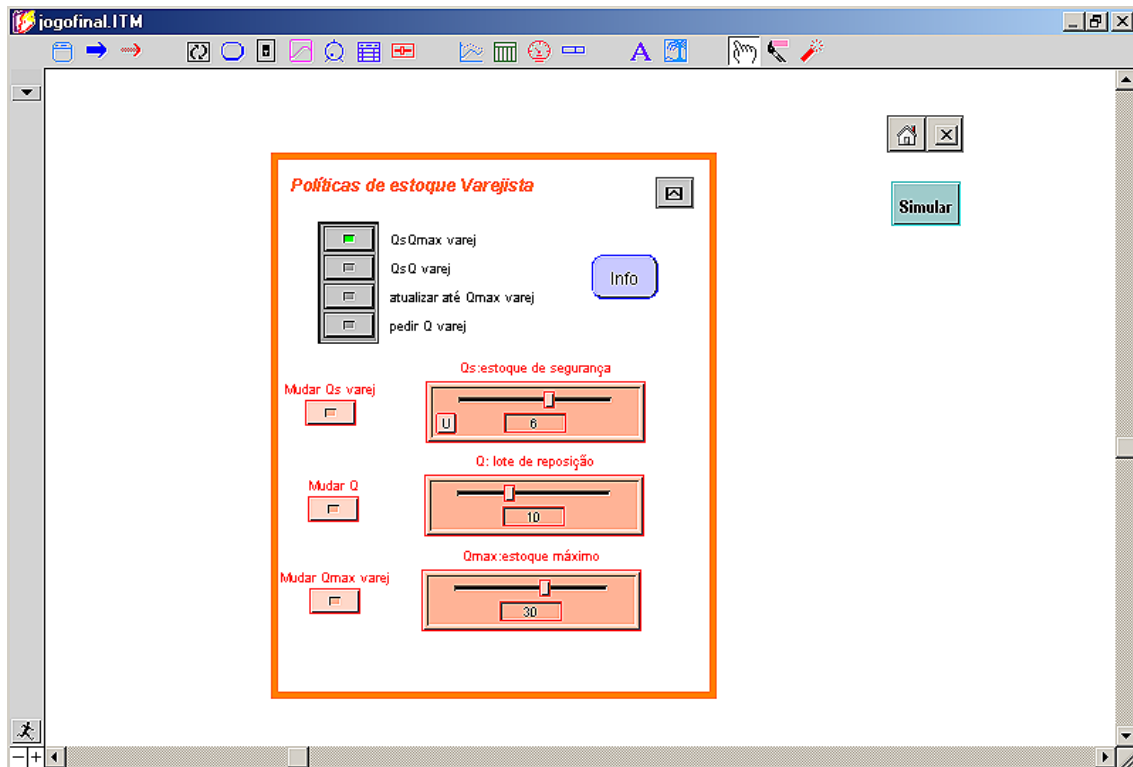 jogofinal.ITM
A
Políticas de estoque Varejista
Simular
QsQmax varej
QsQ varej
Info
atualizar até Qmax varej
pedir Q varej
Qs:estoque de segurança
Mudar Qs varej
U
6
Q: lote de reposição
Mudar Q
10
Qmax:estoque máximo
Mudar Qmax varej
30